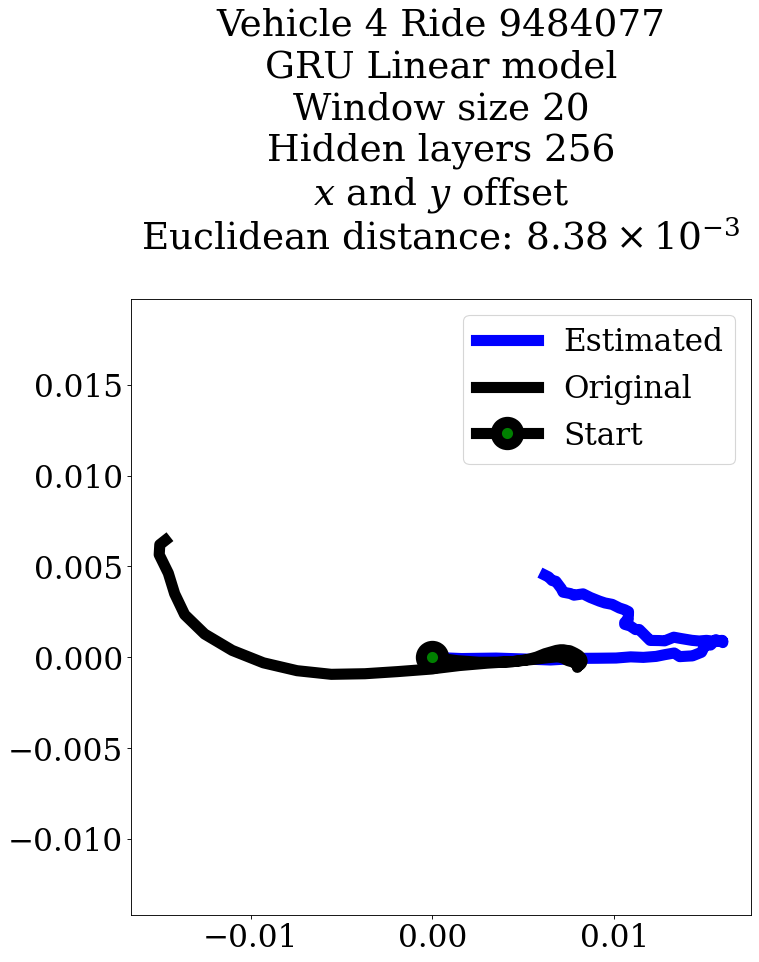 Vehicle 4 Ride 9484077
GRU Linear model
Window size 20
Hidden layers 256
x and y offset
Euclidean distance: 8.38 × 10⁻³
Estimated
Original
Start
0.015
0.010
0.005
0.000
−0.005
−0.010
−0.01 0.00 0.01